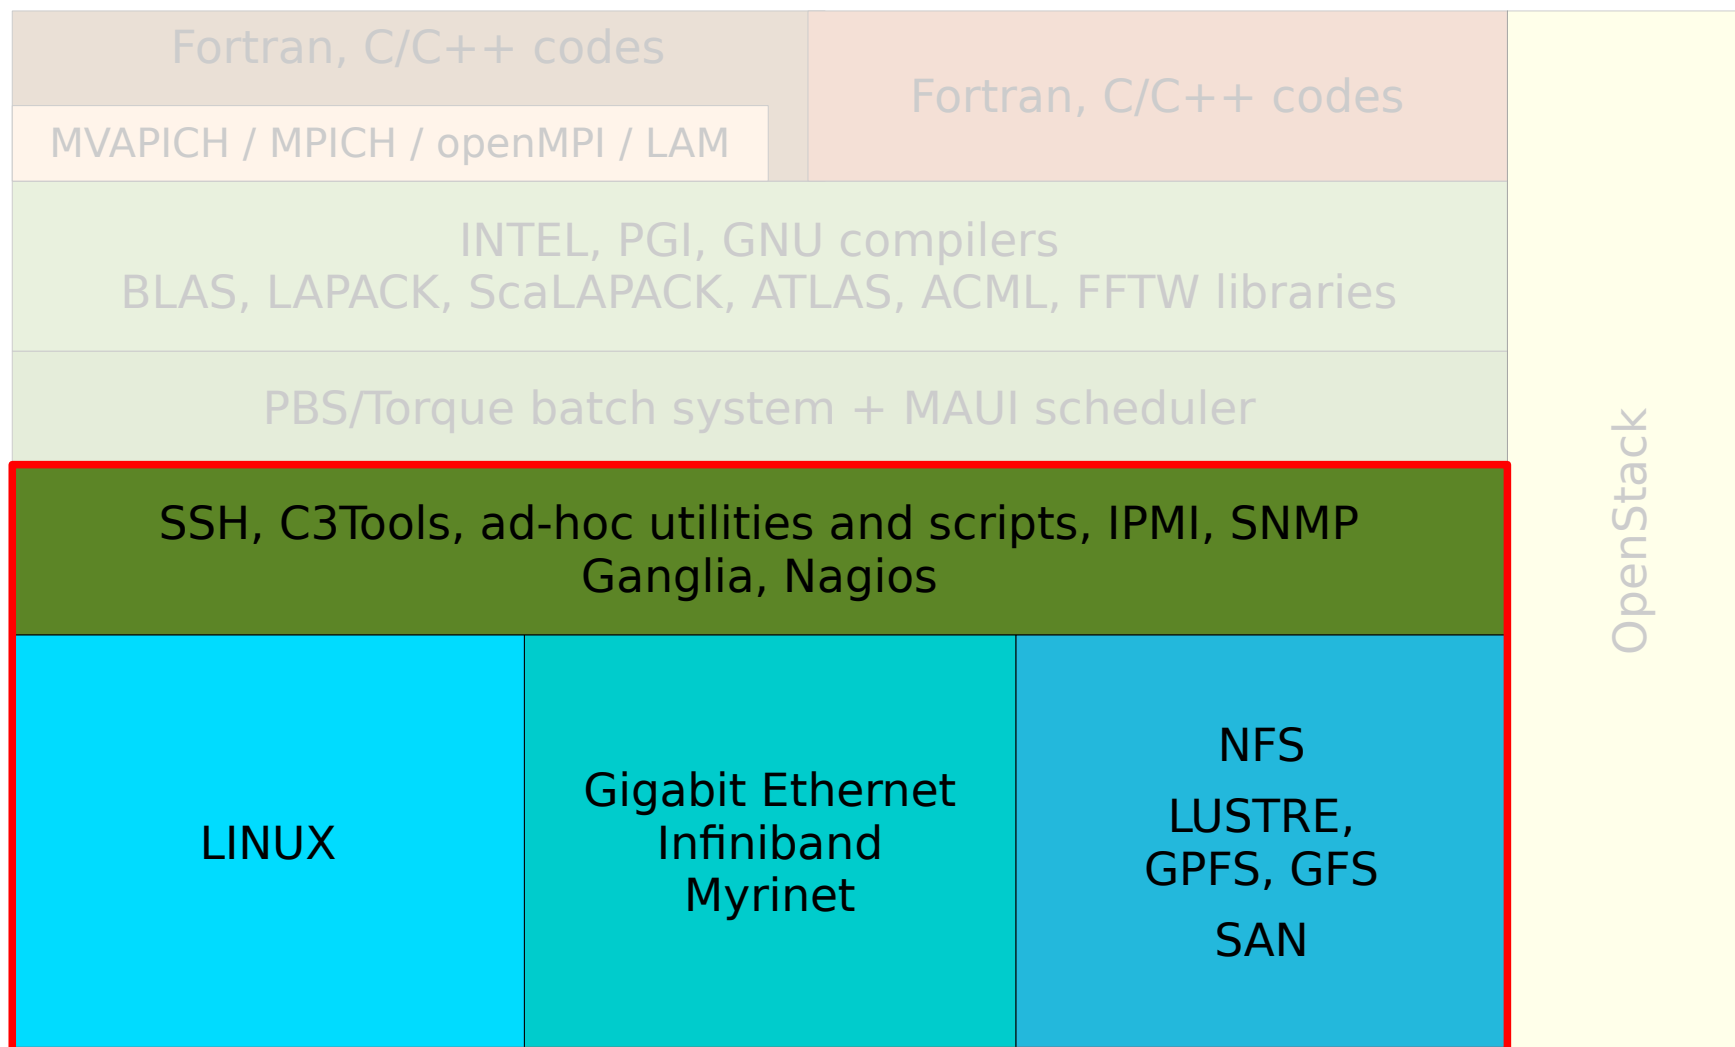 Fortran, C/C++ codes
Fortran, C/C++ codes
MVAPICH / MPICH / openMPI / LAM
INTEL, PGI, GNU compilers
BLAS, LAPACK, ScaLAPACK, ATLAS, ACML, FFTW libraries
PBS/Torque batch system + MAUI scheduler
OpenStack
SSH, C3Tools, ad-hoc utilities and scripts, IPMI, SNMP
Ganglia, Nagios
LINUX
Gigabit Ethernet
Infiniband
Myrinet
NFS
LUSTRE,
GPFS, GFS
SAN